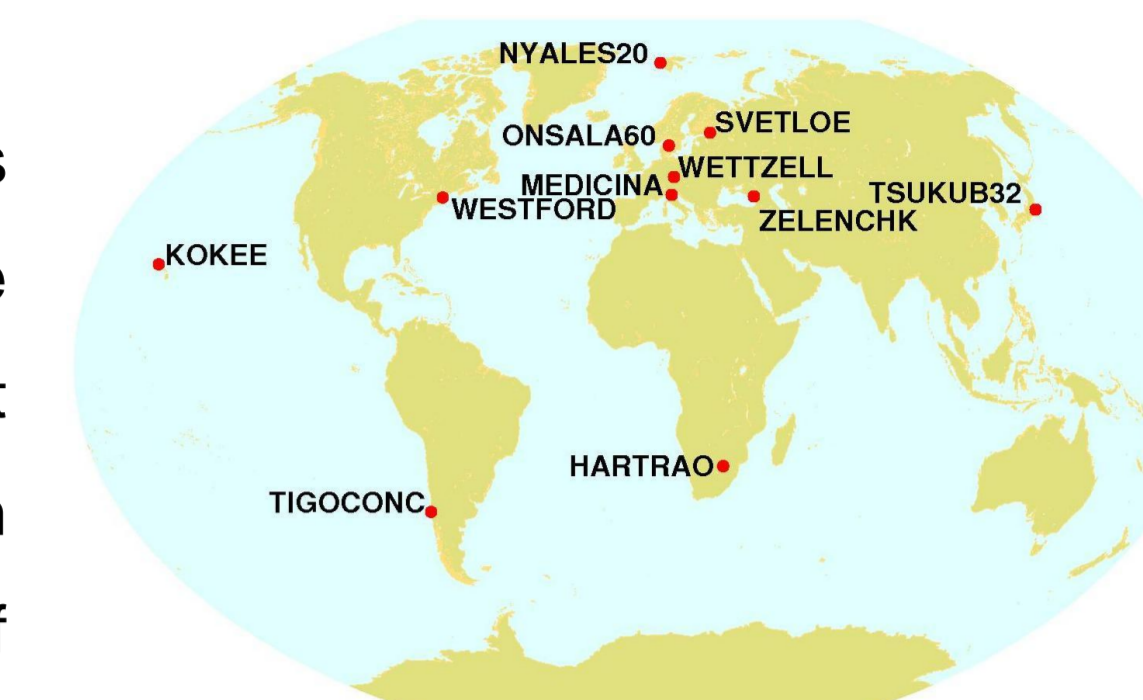 NYALES20
SVETLOE
ONSALA60
WETTZELL
MEDICINA
TSUKUB32
WESTFORD
ZELENCHK
KOKEE
HARTRAO
TIGOCONC
s
e
t
f